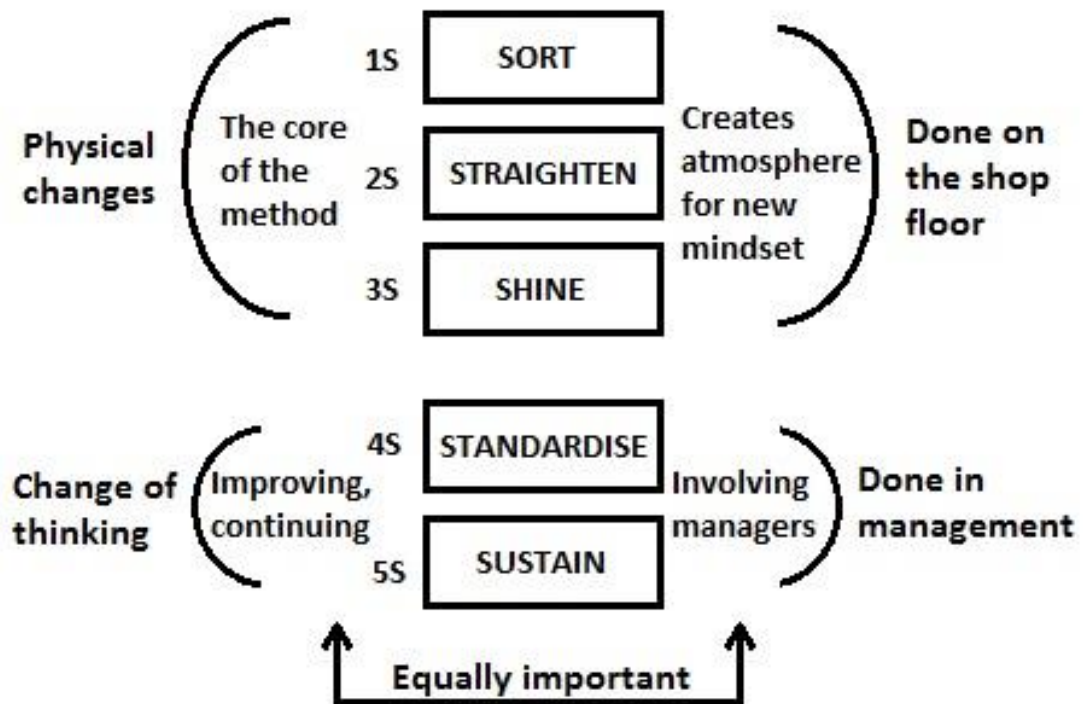 1S
SORT
2S
STRAIGHTEN
3S
SHINE
Physical
changes
The core
of the
method
Creates
atmosphere
for new
mindset
Done on
the shop
floor
4S
STANDARDISE
5S
SUSTAIN
Change of
thinking
Improving,
continuing
Involving
managers
Done in
management
Equally important